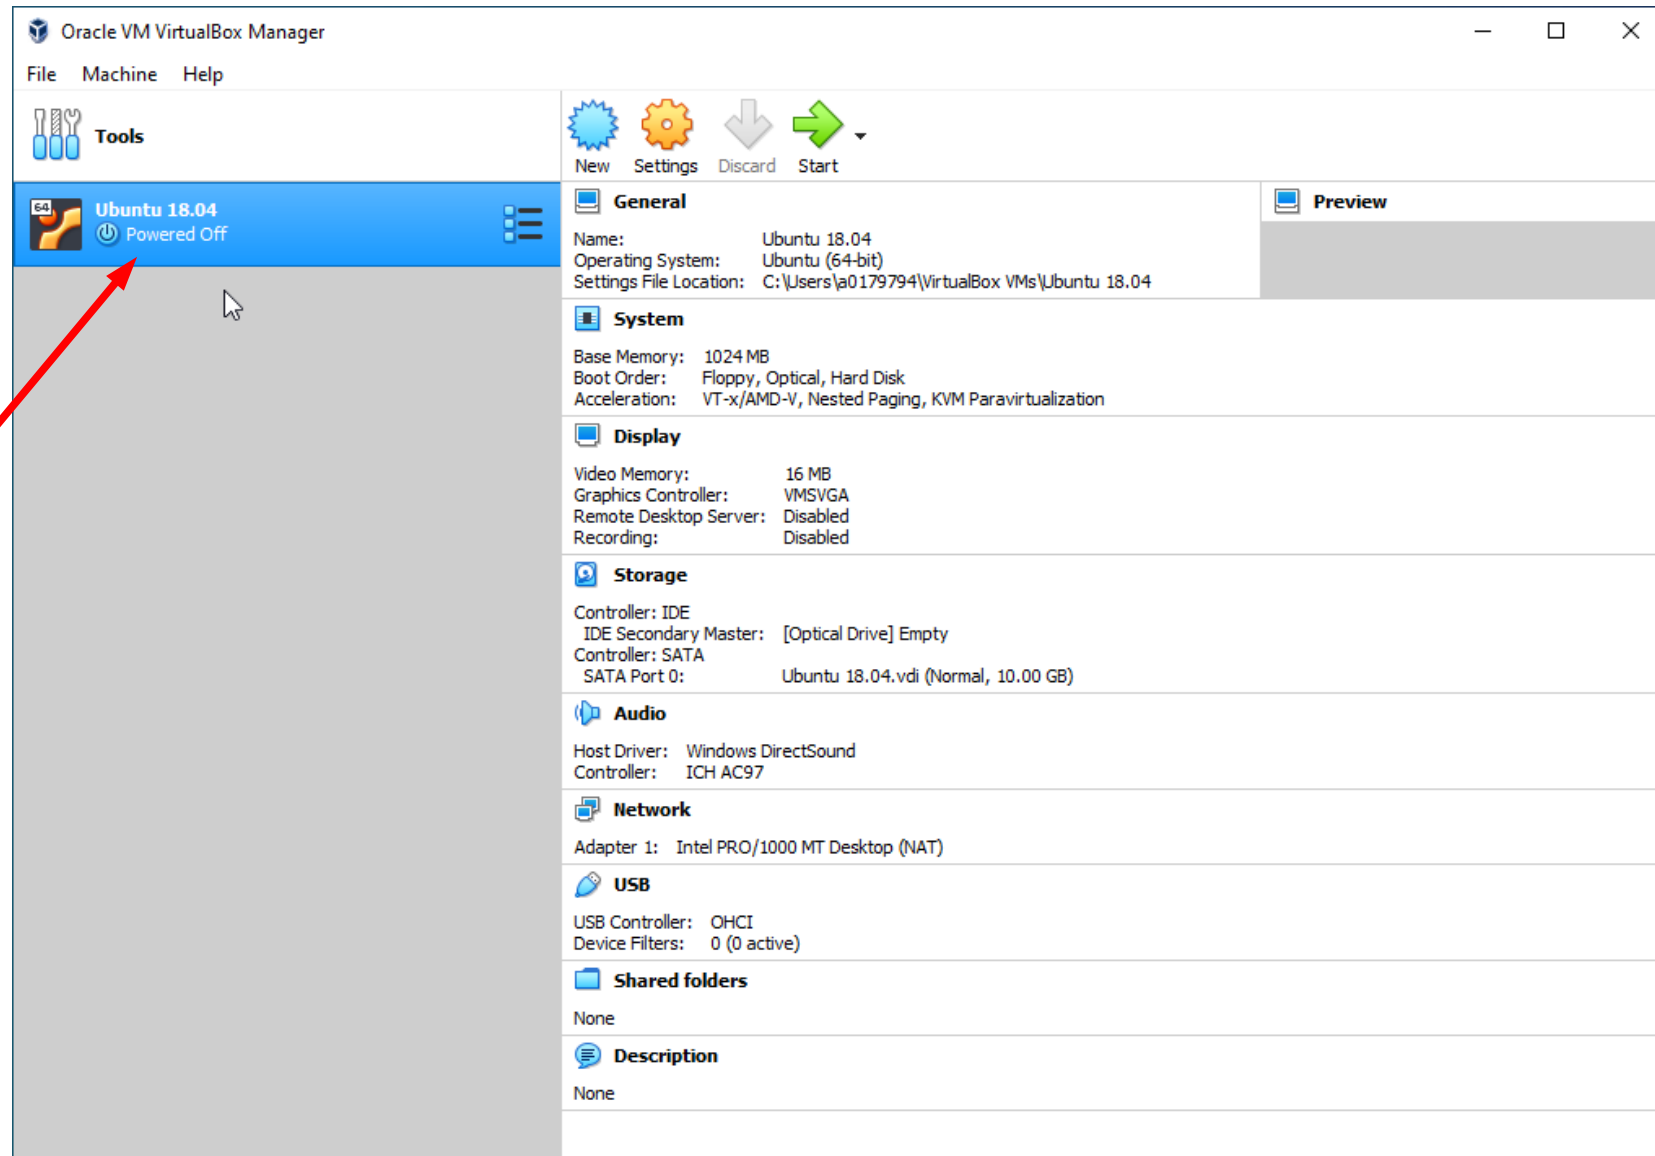 Oracle VM VirtualBox Manager
File Machine Help
Tools
New Settings Discard Start
64
Ubuntu 18.04
Powered Off
General
Name: Ubuntu 18.04
Operating System: Ubuntu (64-bit)
Settings File Location: C:\Users\a0179794\VirtualBox VMs\Ubuntu 18.04
Preview
System
Base Memory: 1024 MB
Boot Order: Floppy, Optical, Hard Disk
Acceleration: VT-x/AMD-V, Nested Paging, KVM Paravirtualization
Display
Video Memory: 16 MB
Graphics Controller: VMSVGA
Remote Desktop Server: Disabled
Recording: Disabled
Storage
Controller: IDE
IDE Secondary Master: [Optical Drive] Empty
Controller: SATA
SATA Port 0: Ubuntu 18.04.vdi (Normal, 10.00 GB)
Audio
Host Driver: Windows DirectSound
Controller: ICH AC97
Network
Adapter 1: Intel PRO/1000 MT Desktop (NAT)
USB
USB Controller: OHCI
Device Filters: 0 (0 active)
Shared folders
None
Description
None